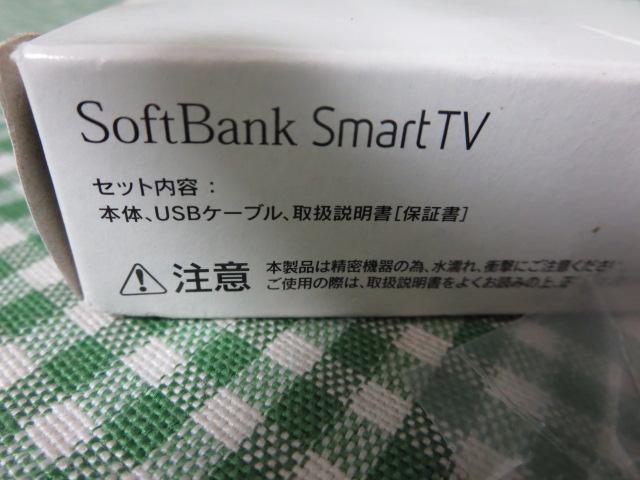 SoftBank SmartTV
セット内容：
本体、USBケーブル、取扱説明書[保証書]
注意
本製品は精密機器の為、水濡れ、衝撃にご注意くださ
ご使用の際は、取扱説明書をよくお読みの上、正